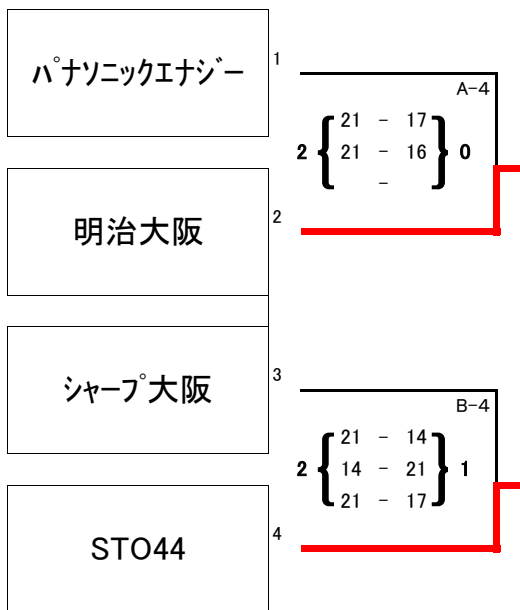 パナソニックエナジー 1
A-4
21 - 17
2 { 21 - 16 } 0
-
明治大阪 2
シャープ大阪 3
B-4
21 - 14
2 { 14 - 21 } 1
21 - 17
STO44 4